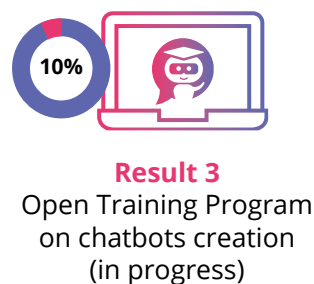 10%
Result 3
Open Training Program
on chatbots creation
(in progress)